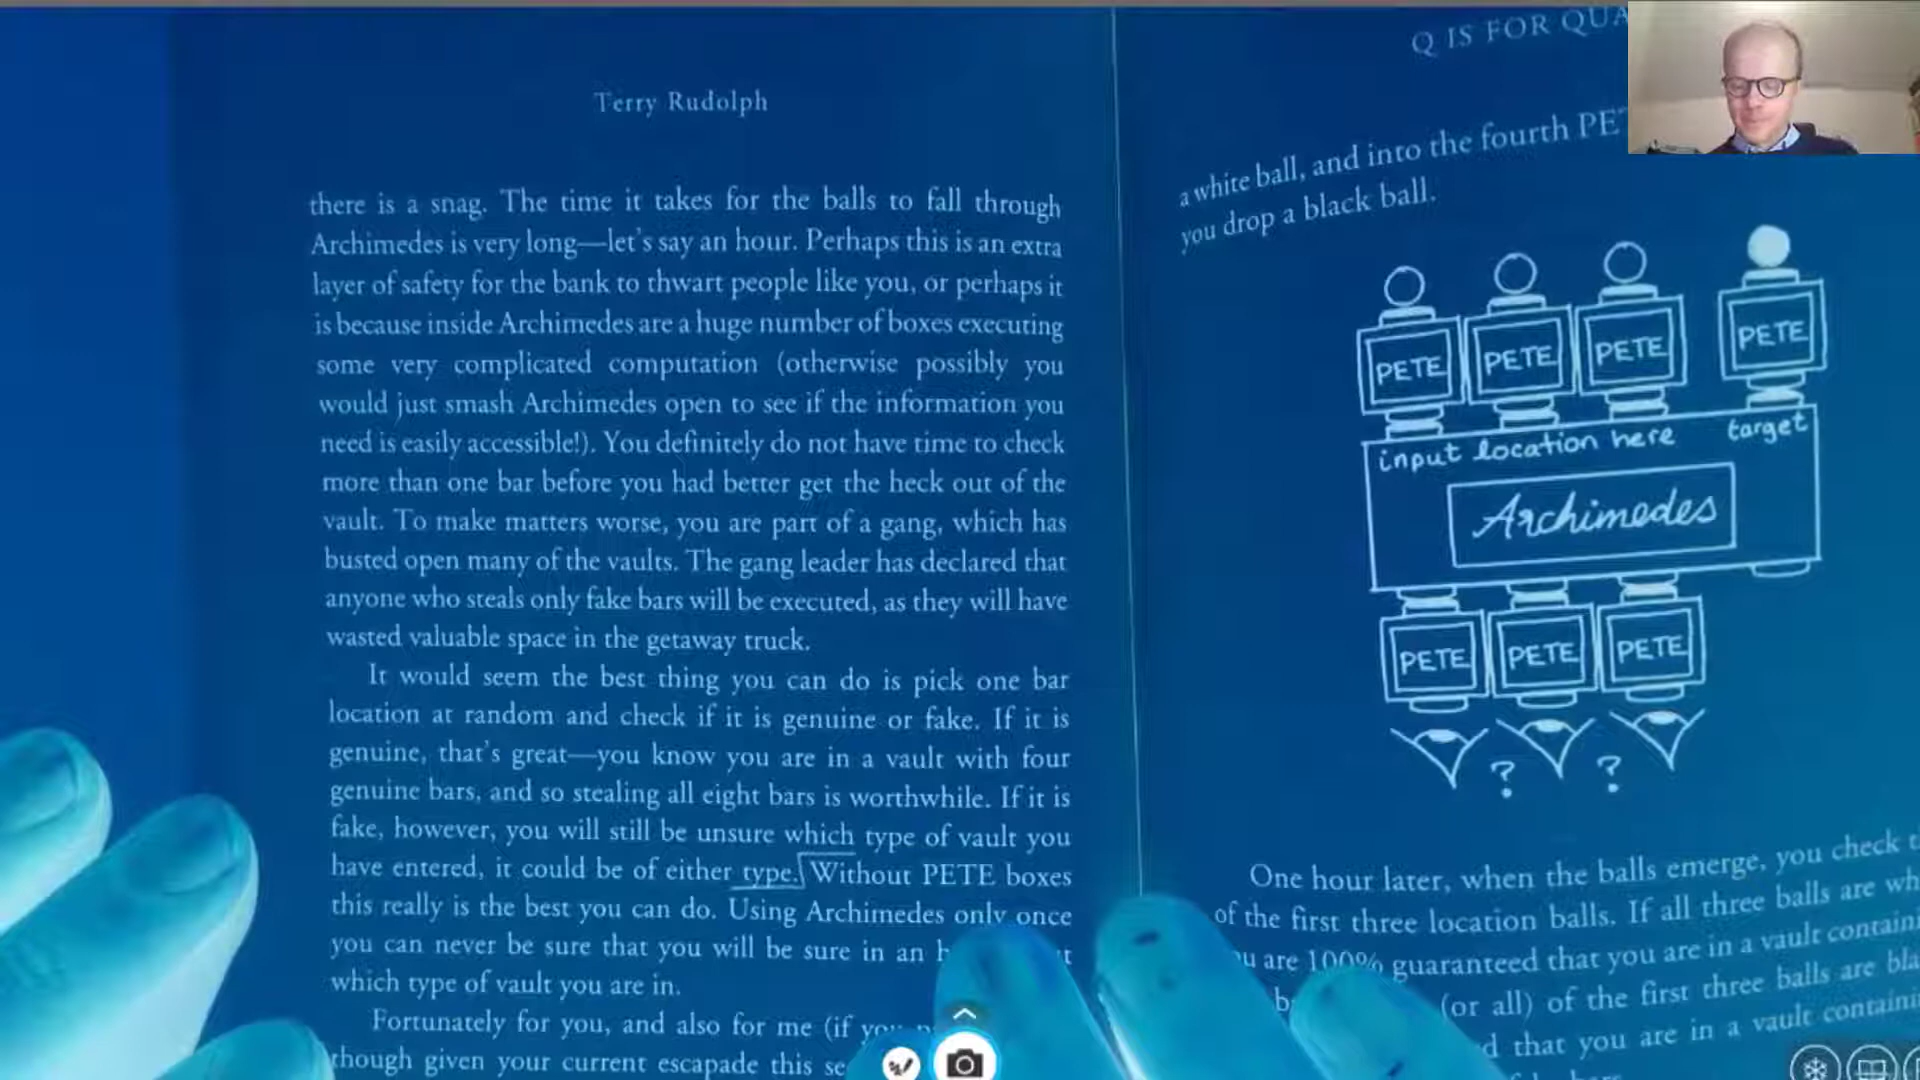 Terry Rudolph
there is a snag. The time it takes for the balls to fall through
Archimedes is very long—let's say an hour. Perhaps this is an extra
layer of safety for the bank to thwart people like you, or perhaps it
is because inside Archimedes are a huge number of boxes executing
some very complicated computation (otherwise possibly you
would just smash Archimedes open to see if the information you
need is easily accessible!). You definitely do not have time to check
more than one bar before you had better get the heck out of the
vault. To make matters worse, you are part of a gang, which has
busted open many of the vaults. The gang leader has declared that
anyone who steals only fake bars will be executed, as they will have
wasted valuable space in the getaway truck.
It would seem the best thing you can do is pick one bar
location at random and check if it is genuine or fake. If it is
genuine, that's great—you know you are in a vault with four
genuine bars, and so stealing all eight bars is worthwhile. If it is
fake, however, you will still be unsure which type of vault you
have entered, it could be of either type. Without PETE boxes
this really is the best you can do. Using Archimedes only once
you can never be sure that you will be sure in an
which type of vault you are in.
Fortunately for you, and also for me (if you
though given your current escapade this
Q IS FOR
a white ball, and into the fourth
you drop a black ball.
PETE PETE PETE PETE
input location here target
Archimedes
PETE PETE PETE
? ?
One hour later, when the balls emerge, you check
of the first three location balls. If all three balls are
are 100% guaranteed that you are in a vault
(or all) of the first three balls are
that you are in a vault